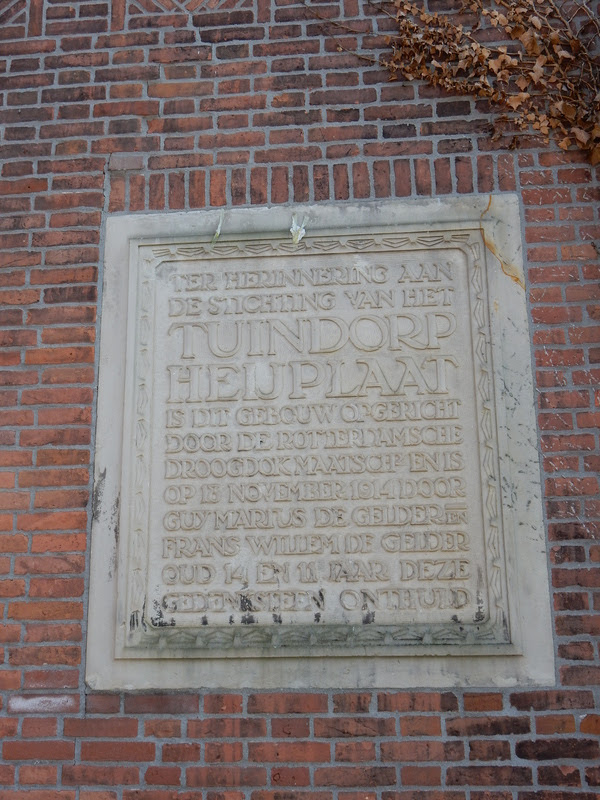 TER HERINNERING AAN
DE STICHTING VAN HET
TUINDORP
HEIJPLAAT
IS DIT GEBOUW OPGERICHT
DOOR DE ROTTERDAMSCHE
DROOGDOK MAATSCHP EN IS
OP 13 NOVEMBER 1914 DOOR
GUY MARIUS DE GELDER EN
FRANS WILLEM DE GELDER
OUD 14 EN 11 JAAR DEZE
GEDENKSTEEN ONTHULD